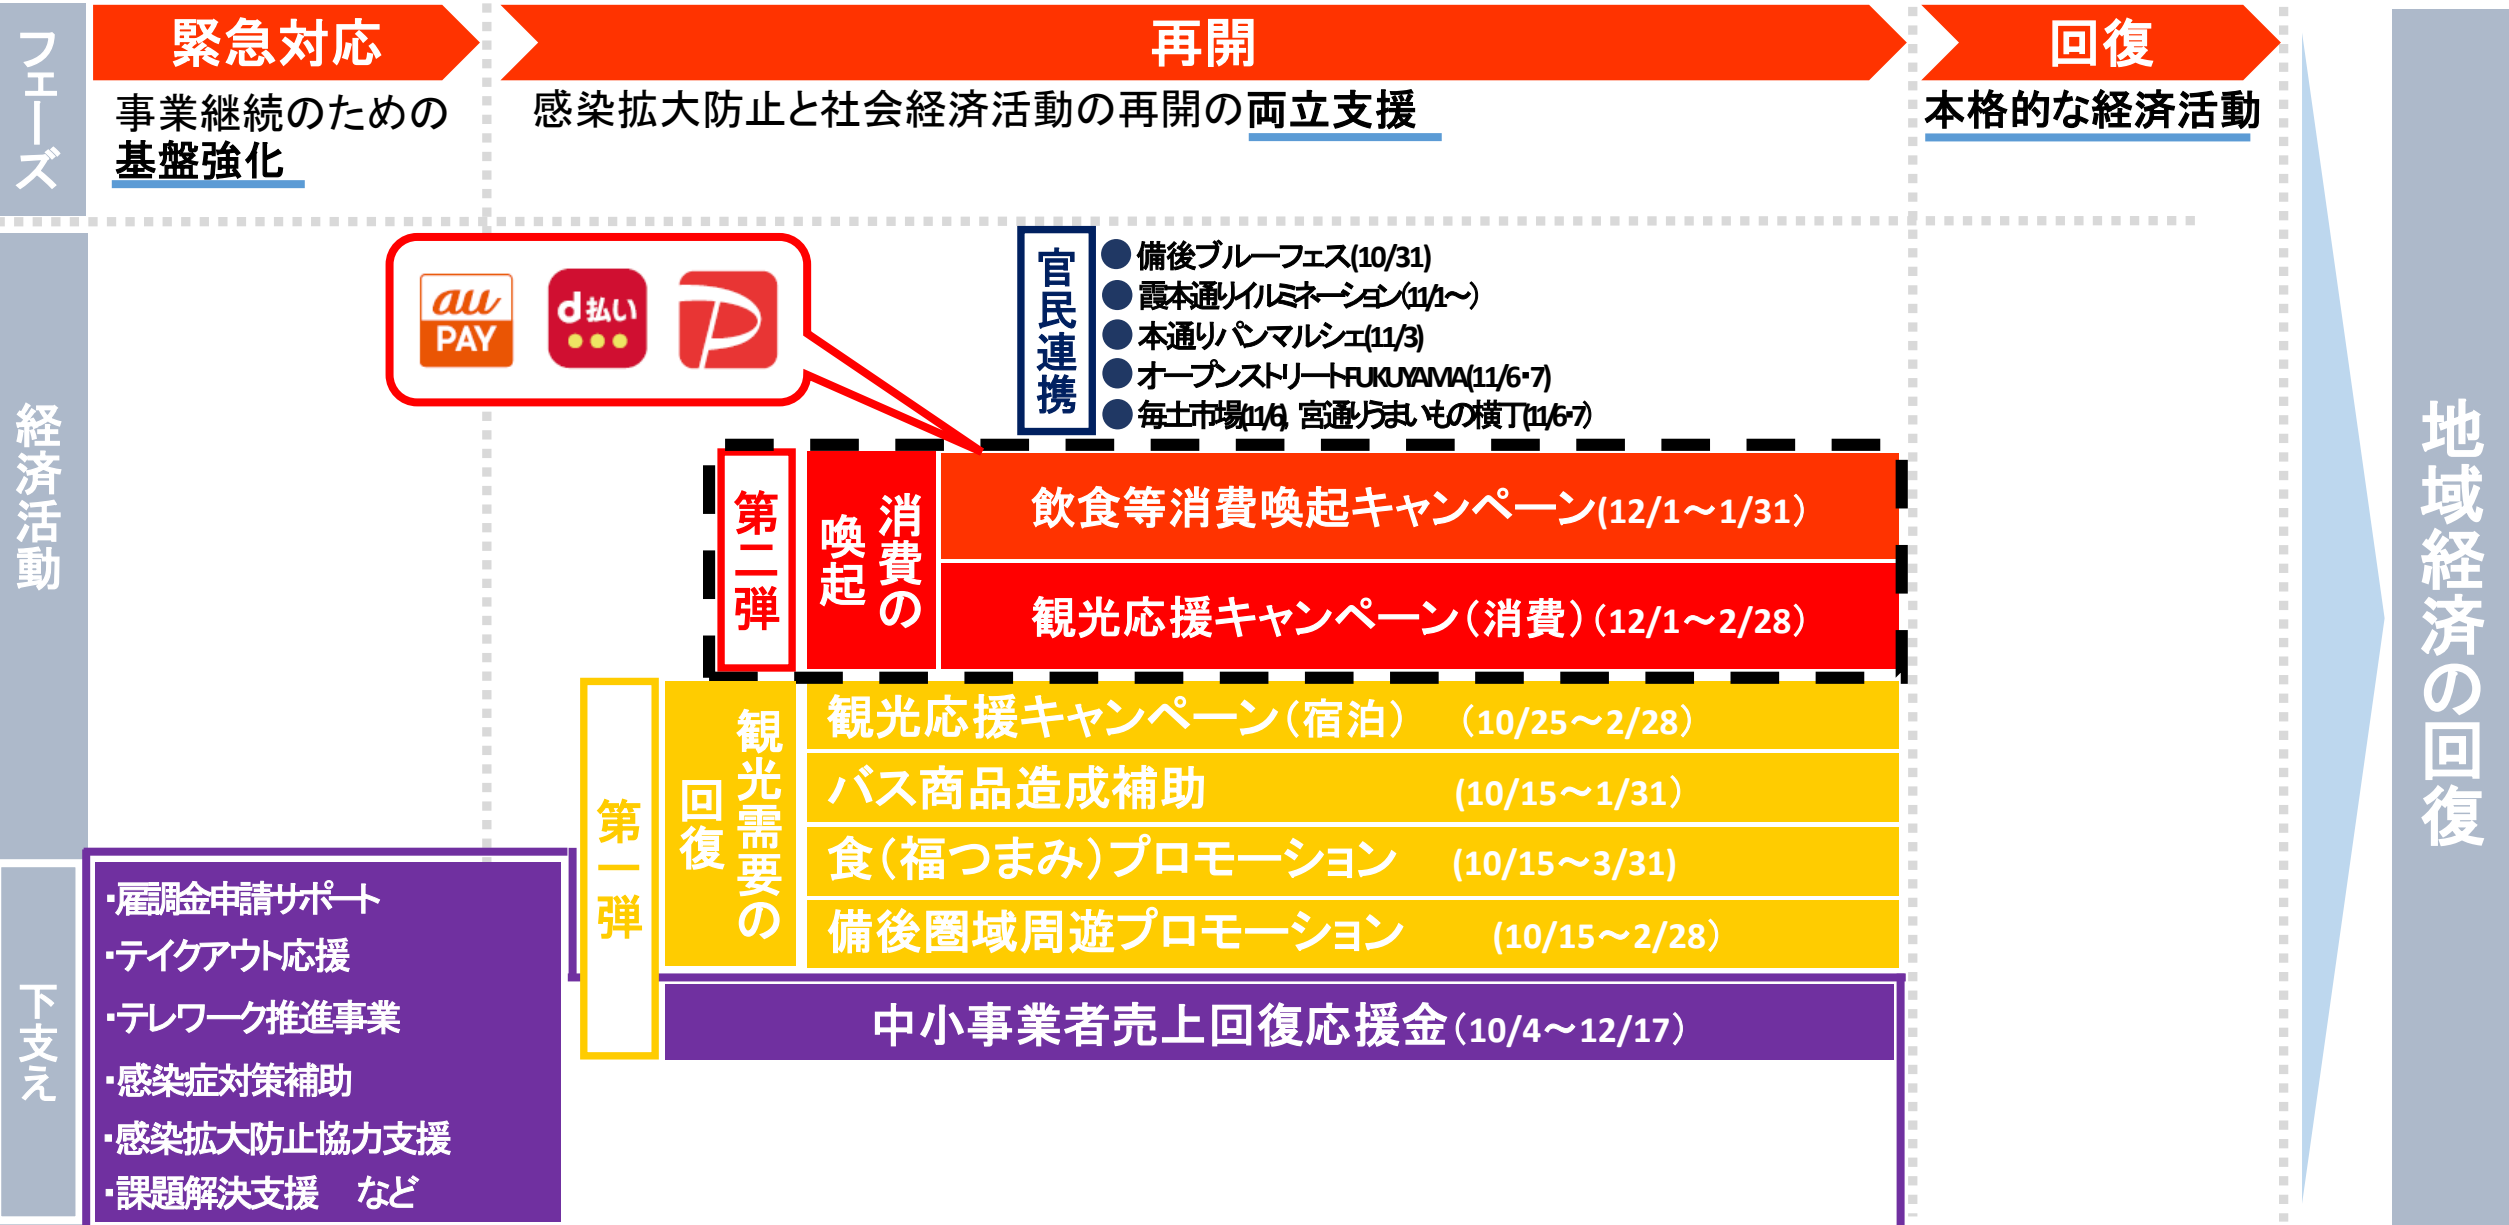 フェーズ
緊急対応
再開
回復
事業継続のための
基盤強化
感染拡大防止と社会経済活動の再開の両立支援
本格的な経済活動
経済活動
au
PAY
d払い
P
官民連携
●備後ブルーフェス(10/31)
●霞本通りイルミネーション(11/1～)
●本通りパンマルシェ(11/3)
●オープンストリートFUKUYAMA(11/6・7)
●毎土市場(11/6), 宮通りうまいもの横丁(11/6・7)
第二弾
消費の
喚起
飲食等消費喚起キャンペーン(12/1～1/31)
観光応援キャンペーン（消費）(12/1～2/28)
第一弾
観光需要の
回復
観光応援キャンペーン（宿泊）　（10/25～2/28）
バス商品造成補助　(10/15～1/31)
食（福つまみ）プロモーション　(10/15～3/31)
備後圏域周遊プロモーション　(10/15～2/28)
中小事業者売上回復応援金（10/4～12/17）
下支え
・雇調金申請サポート
・テイクアウト応援
・テレワーク推進事業
・感染症対策補助
・感染拡大防止協力支援
・課題解決支援　など
地域経済の回復